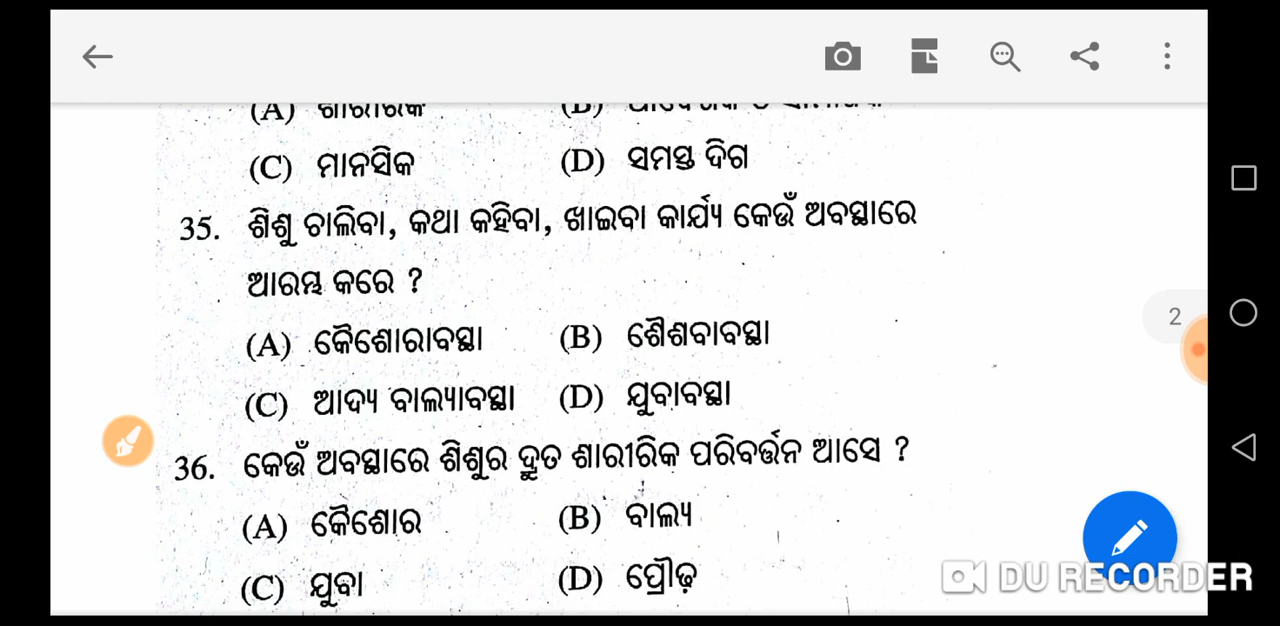 (A) ଶାରୀରିକ
(C) ମାନସିକ (D) ସମସ୍ତ ଦିଗ
35. ଶିଶୁ ଚାଲିବା, କଥା କହିବା, ଖାଇବା କାର୍ଯ୍ୟ କେଉଁ ଅବସ୍ଥାରେ
ଆରମ୍ଭ କରେ ?
(A) କୈଶୋରାବସ୍ଥା (B) ଶୈଶବାବସ୍ଥା
2
(C) ଆଦ୍ୟ ବାଲ୍ୟାବସ୍ଥା (D) ଯୁବାବସ୍ଥା
36. କେଉଁ ଅବସ୍ଥାରେ ଶିଶୁର ଦ୍ରୁତ ଶାରୀରିକ ପରିବର୍ତ୍ତନ ଆସେ ?
(A) କୈଶୋର (B) ବାଲ୍ୟ
(C) ଯୁବା (D) ପ୍ରୌଢ଼
DU RECORDER